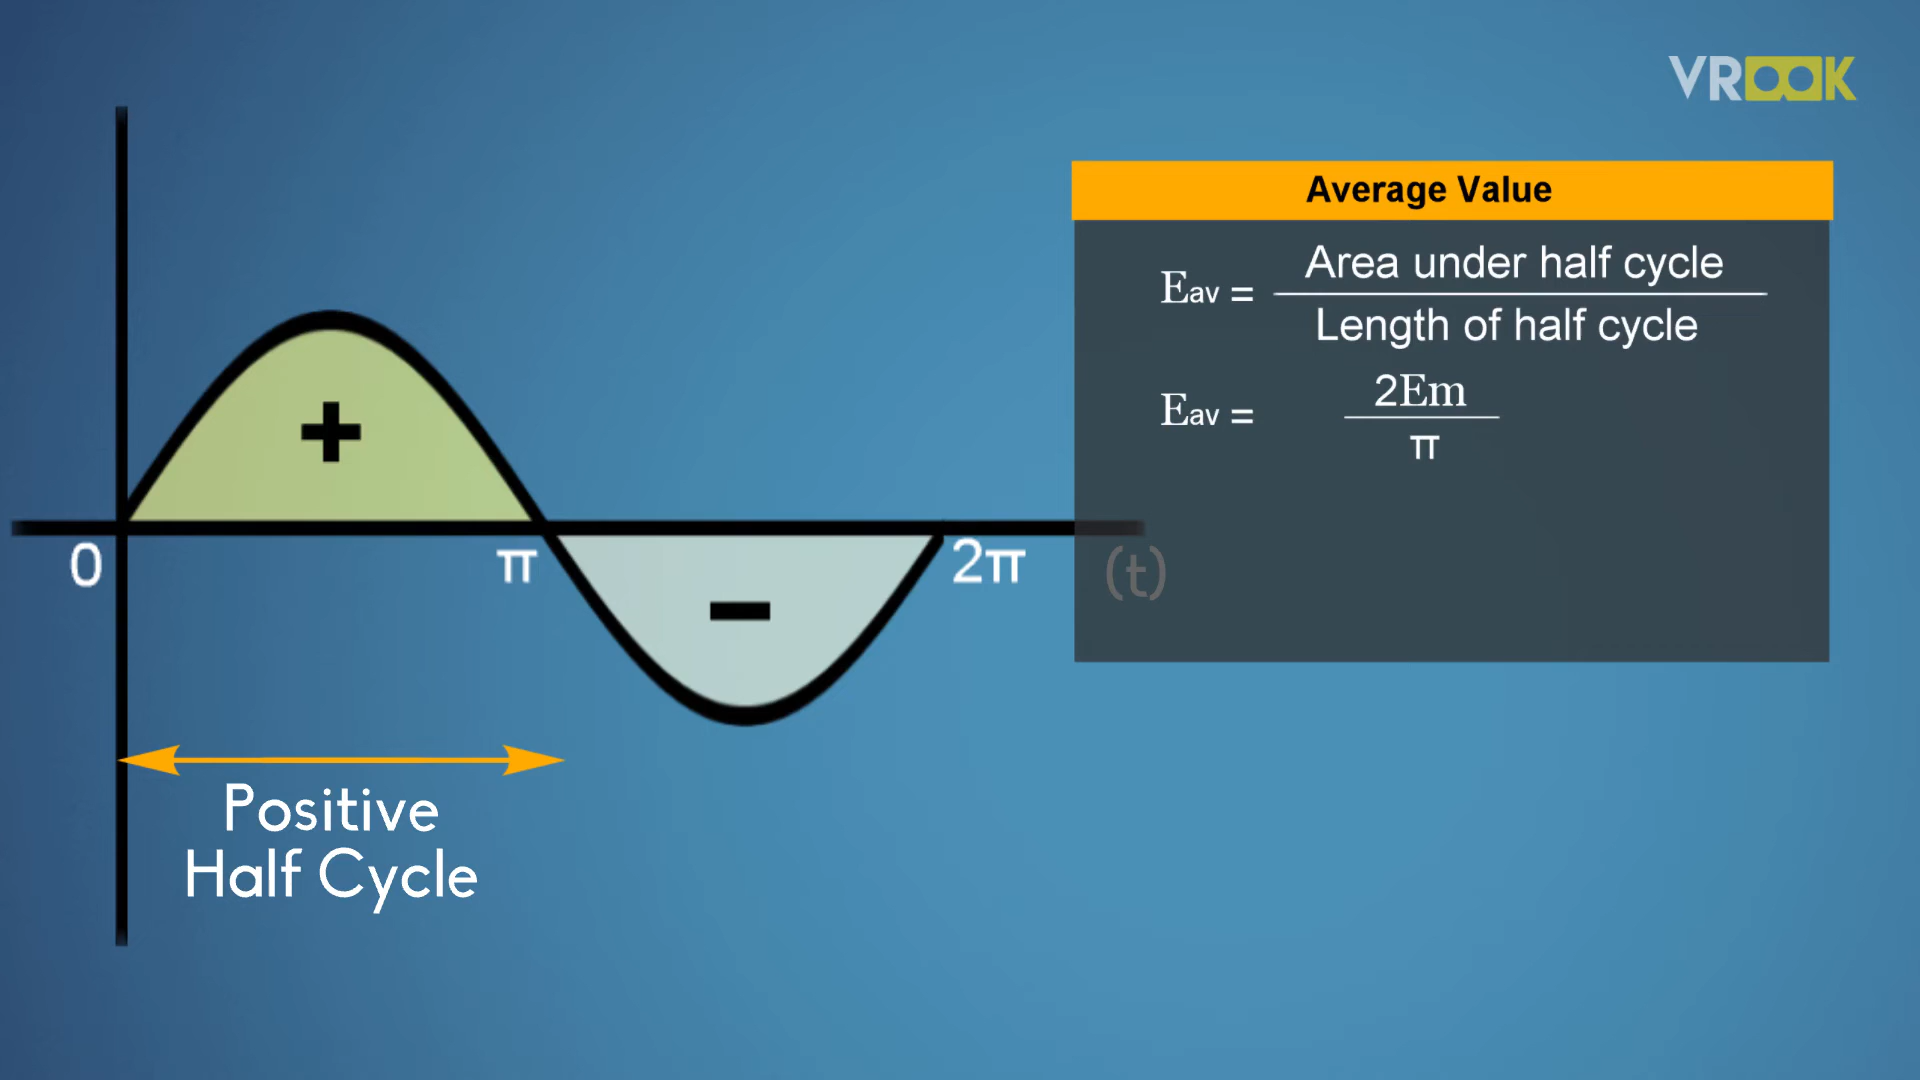 VROOK
Average Value
Eav = Area under half cycle
Length of half cycle
Eav = 2Em
π
+
0
π
2π
(t)
-
Positive
Half Cycle